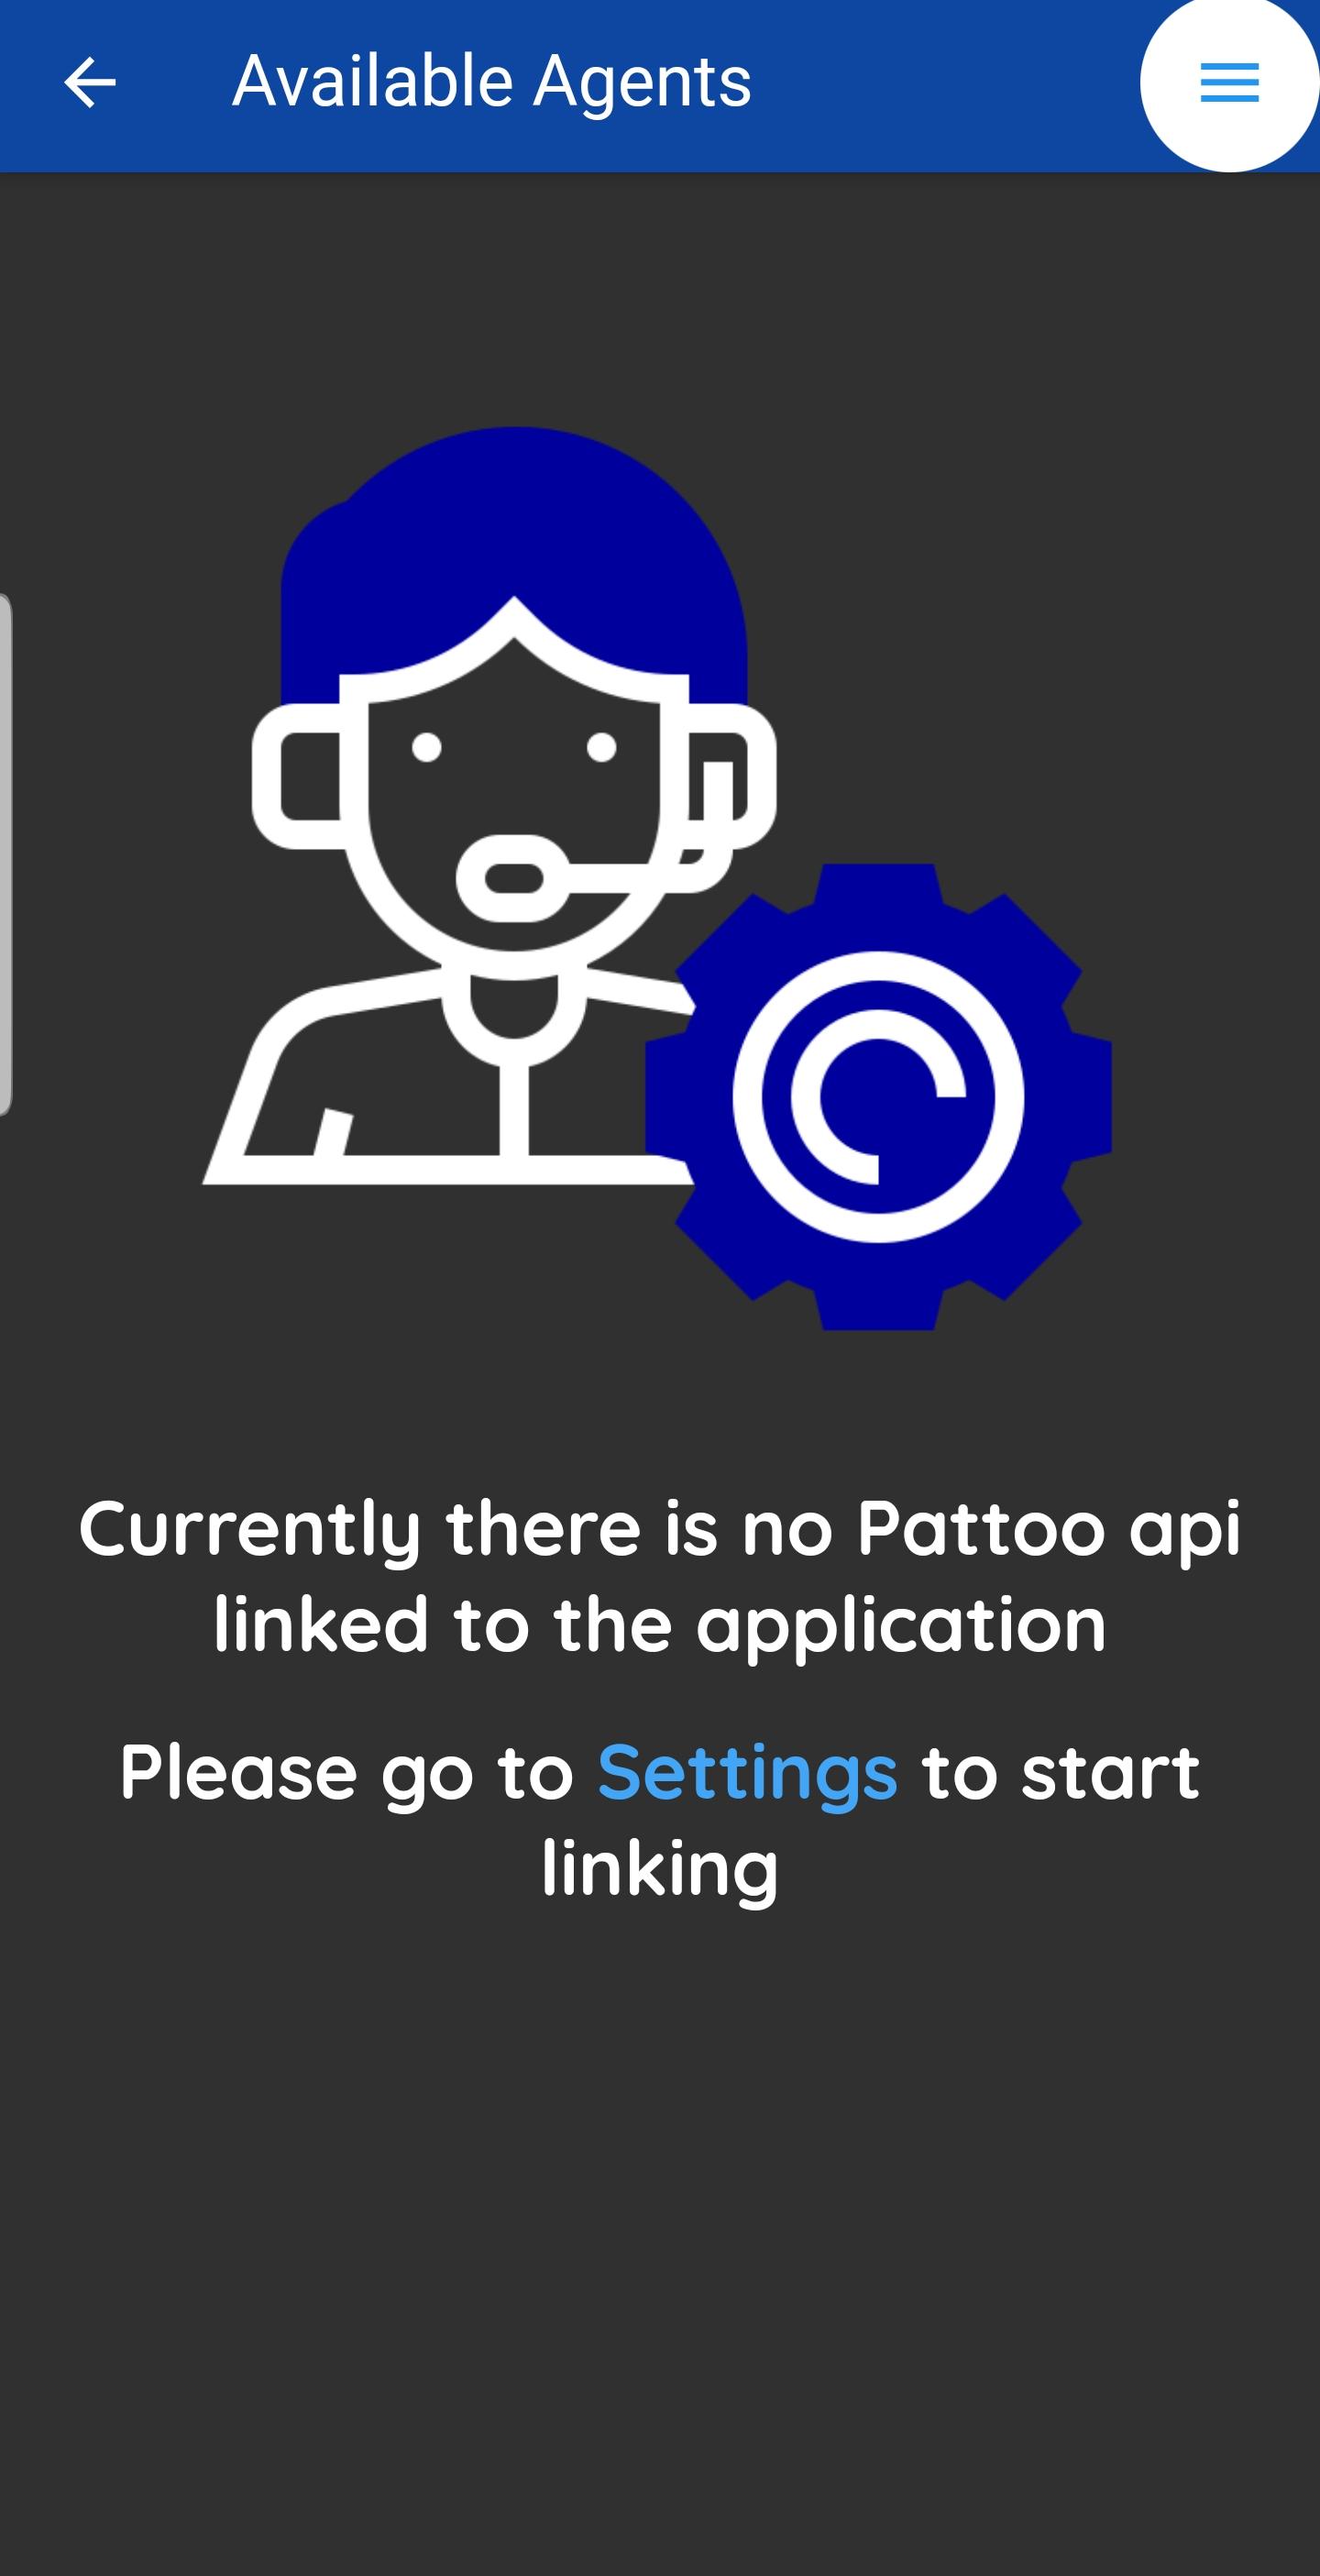 Available Agents
Currently there is no Pattoo api
linked to the application
Please go to Settings to start
linking